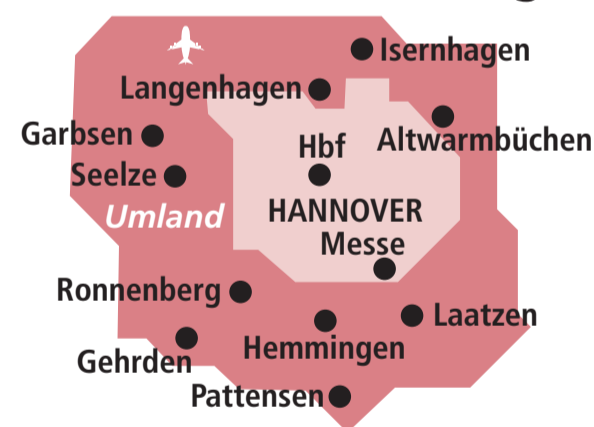 Isernhagen
Langenhagen
Garbsen
Hbf
Altwarmbüchen
Seelze
Umland
HANNOVER
Messe
Ronnenberg
Laatzen
Hemmingen
Gehrden
Pattensen